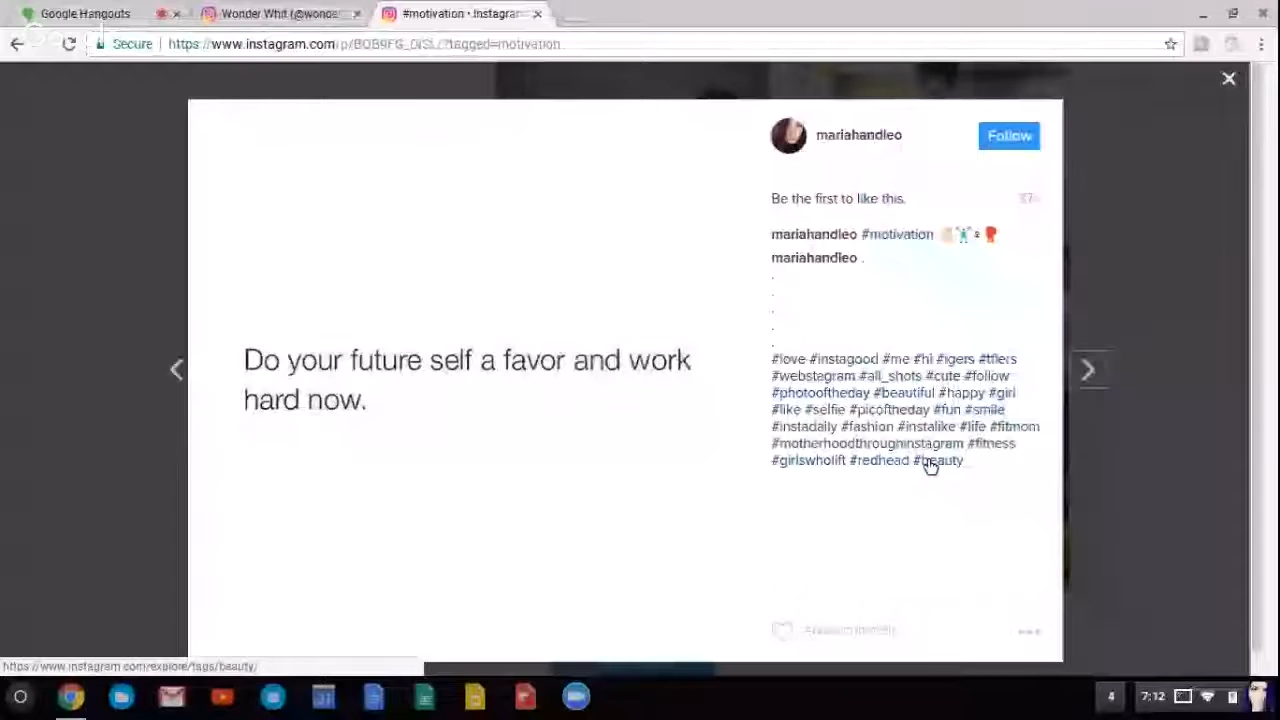 Google Hangouts
Wonder Whit (@wonde
#motivation • Instagra
Secure
https://www.instagram.com/p/BOB9FG_0iSL/?tagged=motivation
mariahandleo
Follow
Be the first to like this.
mariahandleo #motivation
mariahandleo .
.
.
.
.
.
#love #instagood #me #hi #igers #tflers
#webstagram #all_shots #cute #follow
#photooftheday #beautiful #happy #girl
#like #selfie #picoftheday #fun #smile
#instadaily #fashion #instalike #life #fitmom
#motherhoodthroughinstagram #fitness
#girlswholift #redhead #beauty
Do your future self a favor and work
hard now.
https://www.instagram.com/explore/tags/beauty/
31
4
7:12